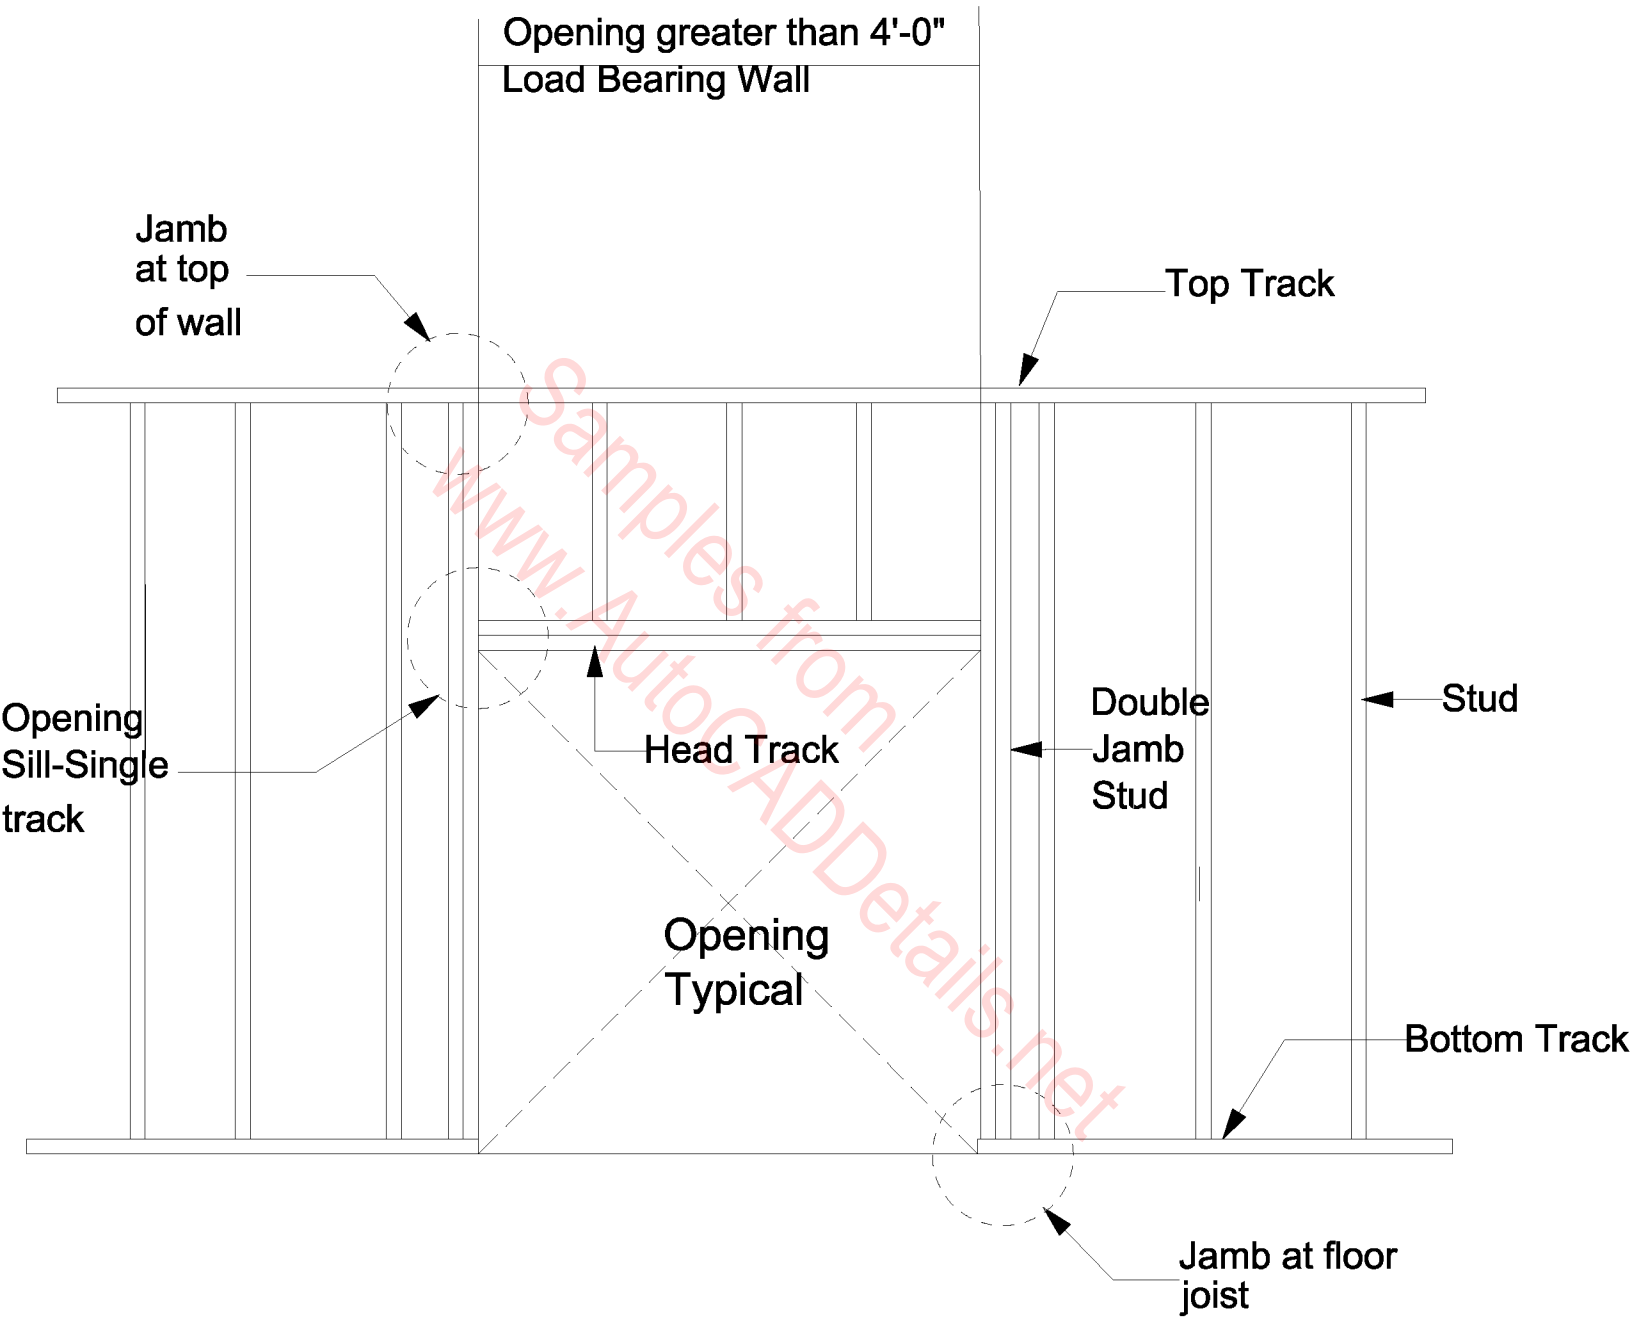 Opening greater than 4'-0"
Load Bearing Wall
Jamb
at top
of wall
Top Track
Samples from
www.AutoCADDetails.net
Opening
Sill-Single
track
Head Track
Double
Jamb
Stud
Stud
Opening
Typical
Bottom Track
Jamb at floor
joist